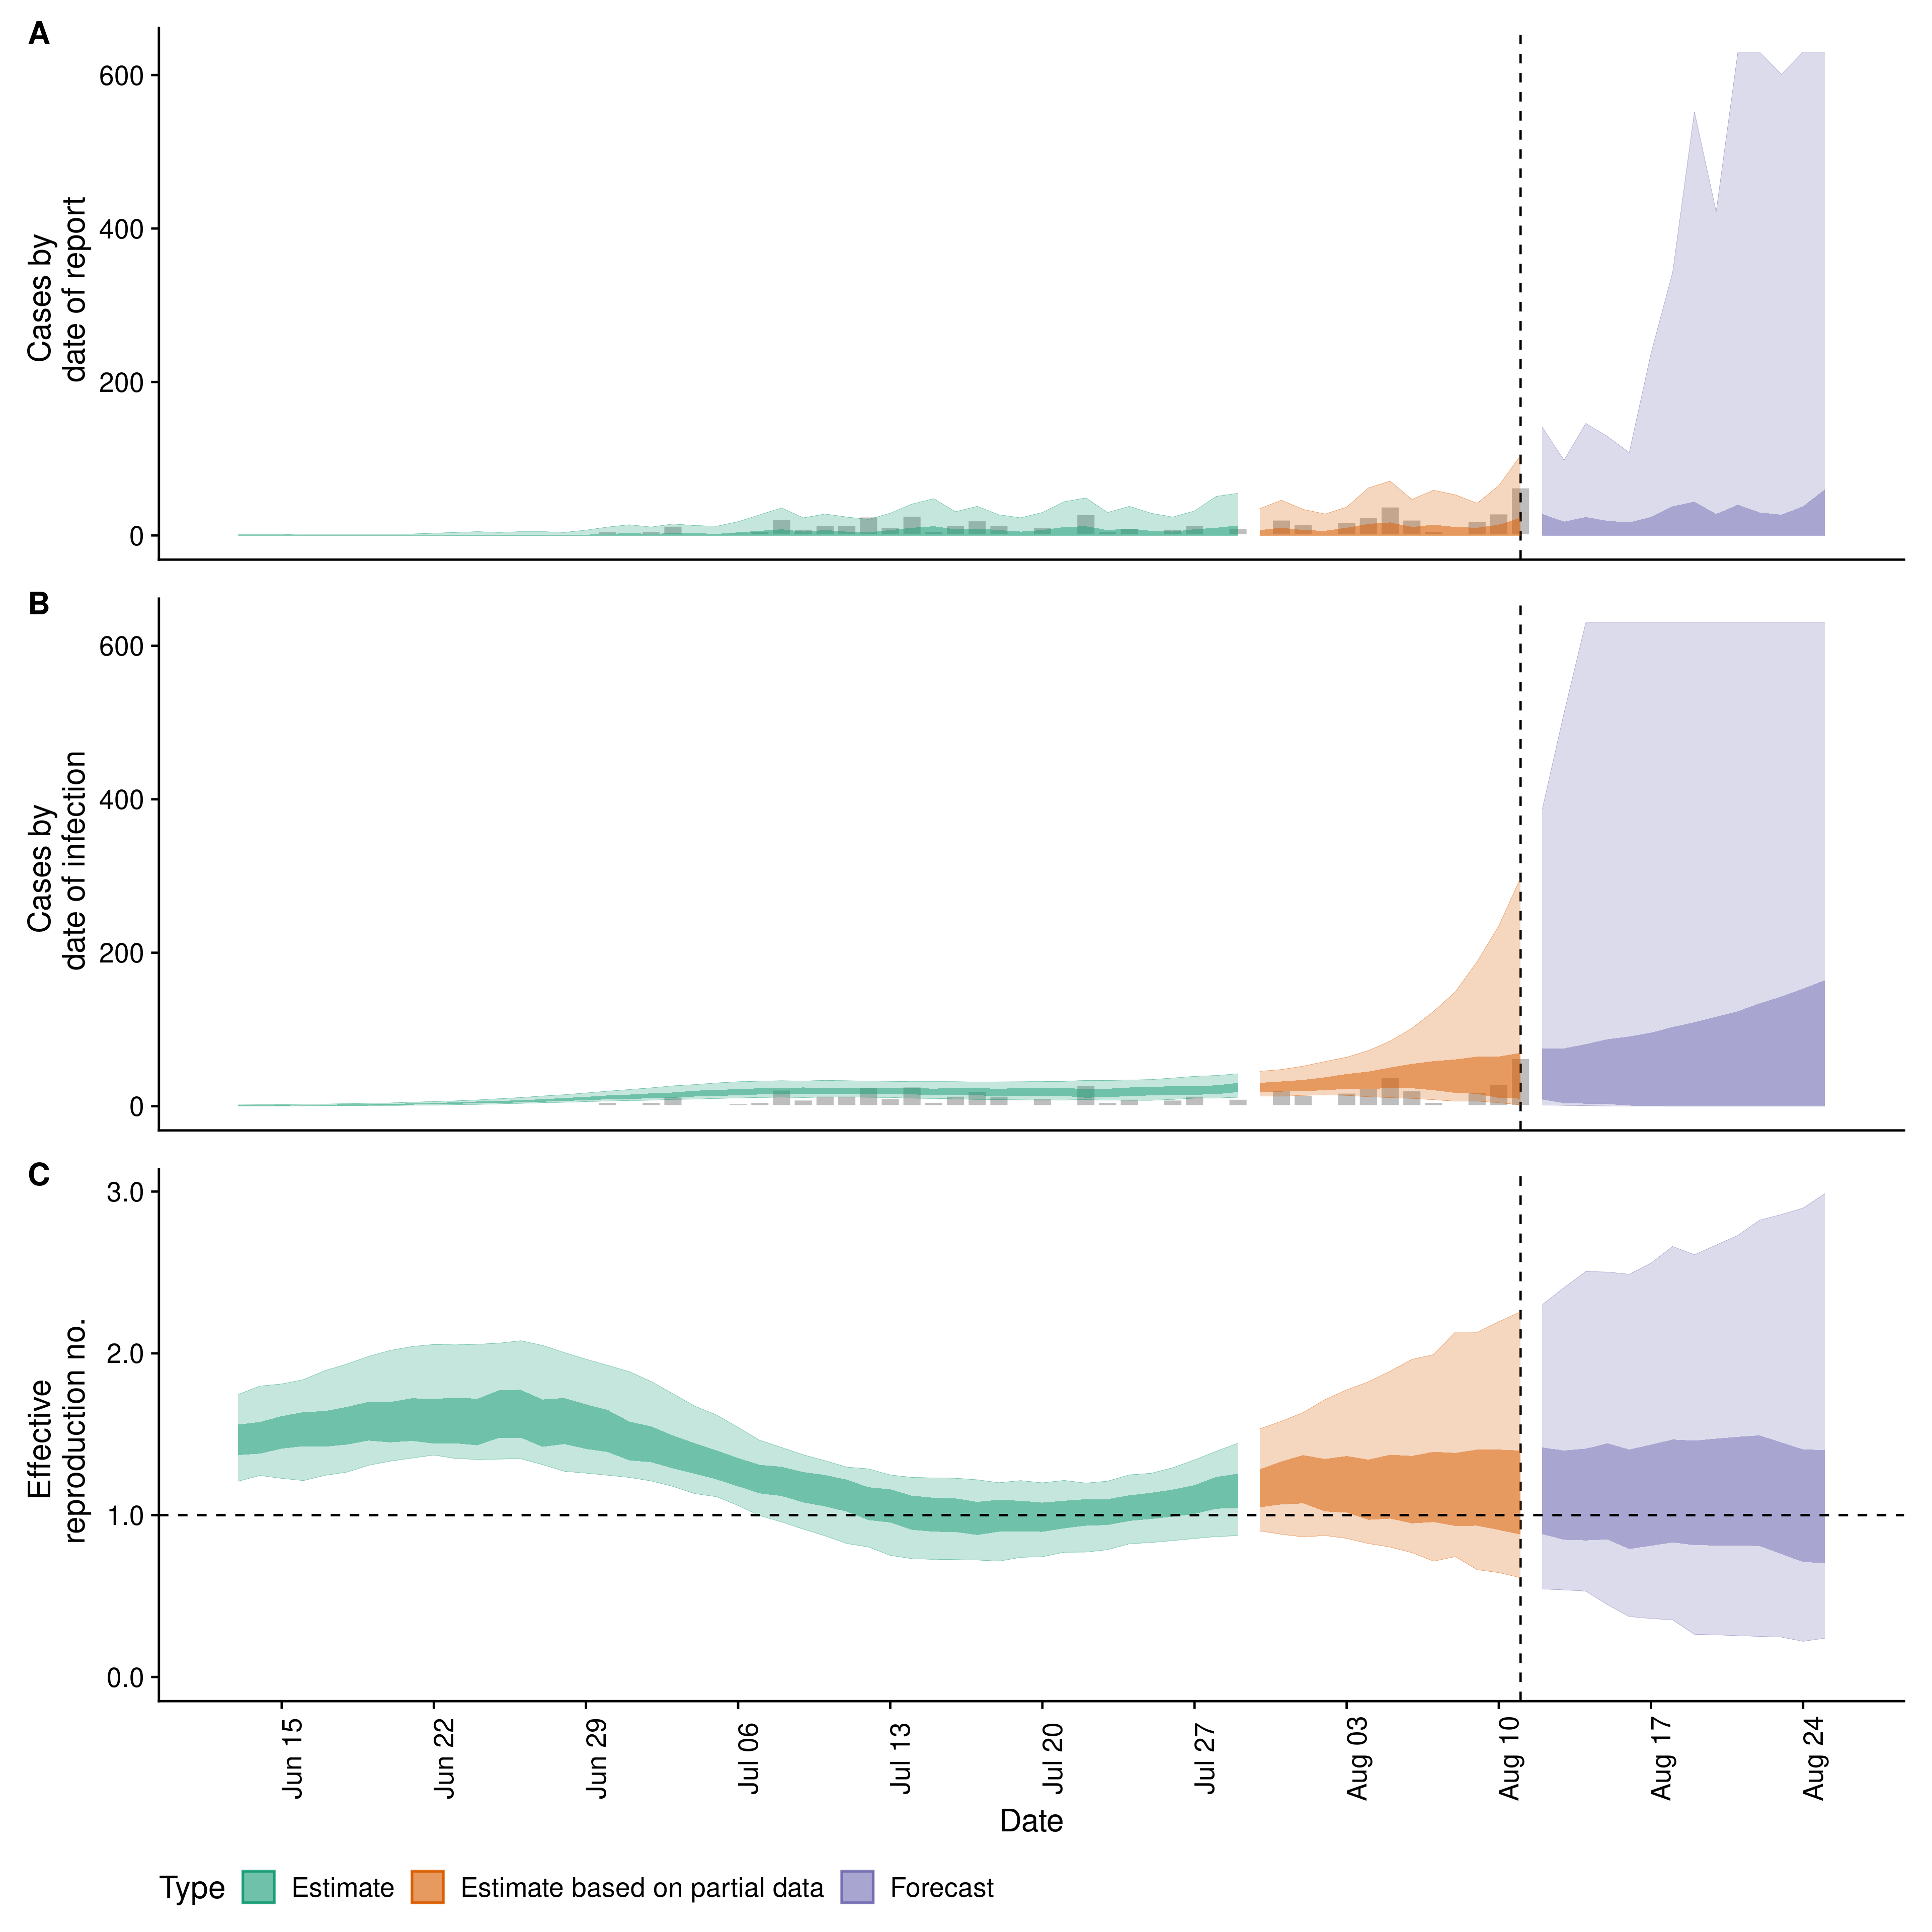 A
600
400
200
0
Cases by
date of report
B
600
400
200
0
Cases by
date of infection
C
3.0
2.0
1.0
0.0
Effective
reproduction no.
Jun 15
Jun 22
Jun 29
Jul 06
Jul 13
Jul 20
Jul 27
Aug 03
Aug 10
Aug 17
Aug 24
Date
Type Estimate Estimate based on partial data Forecast